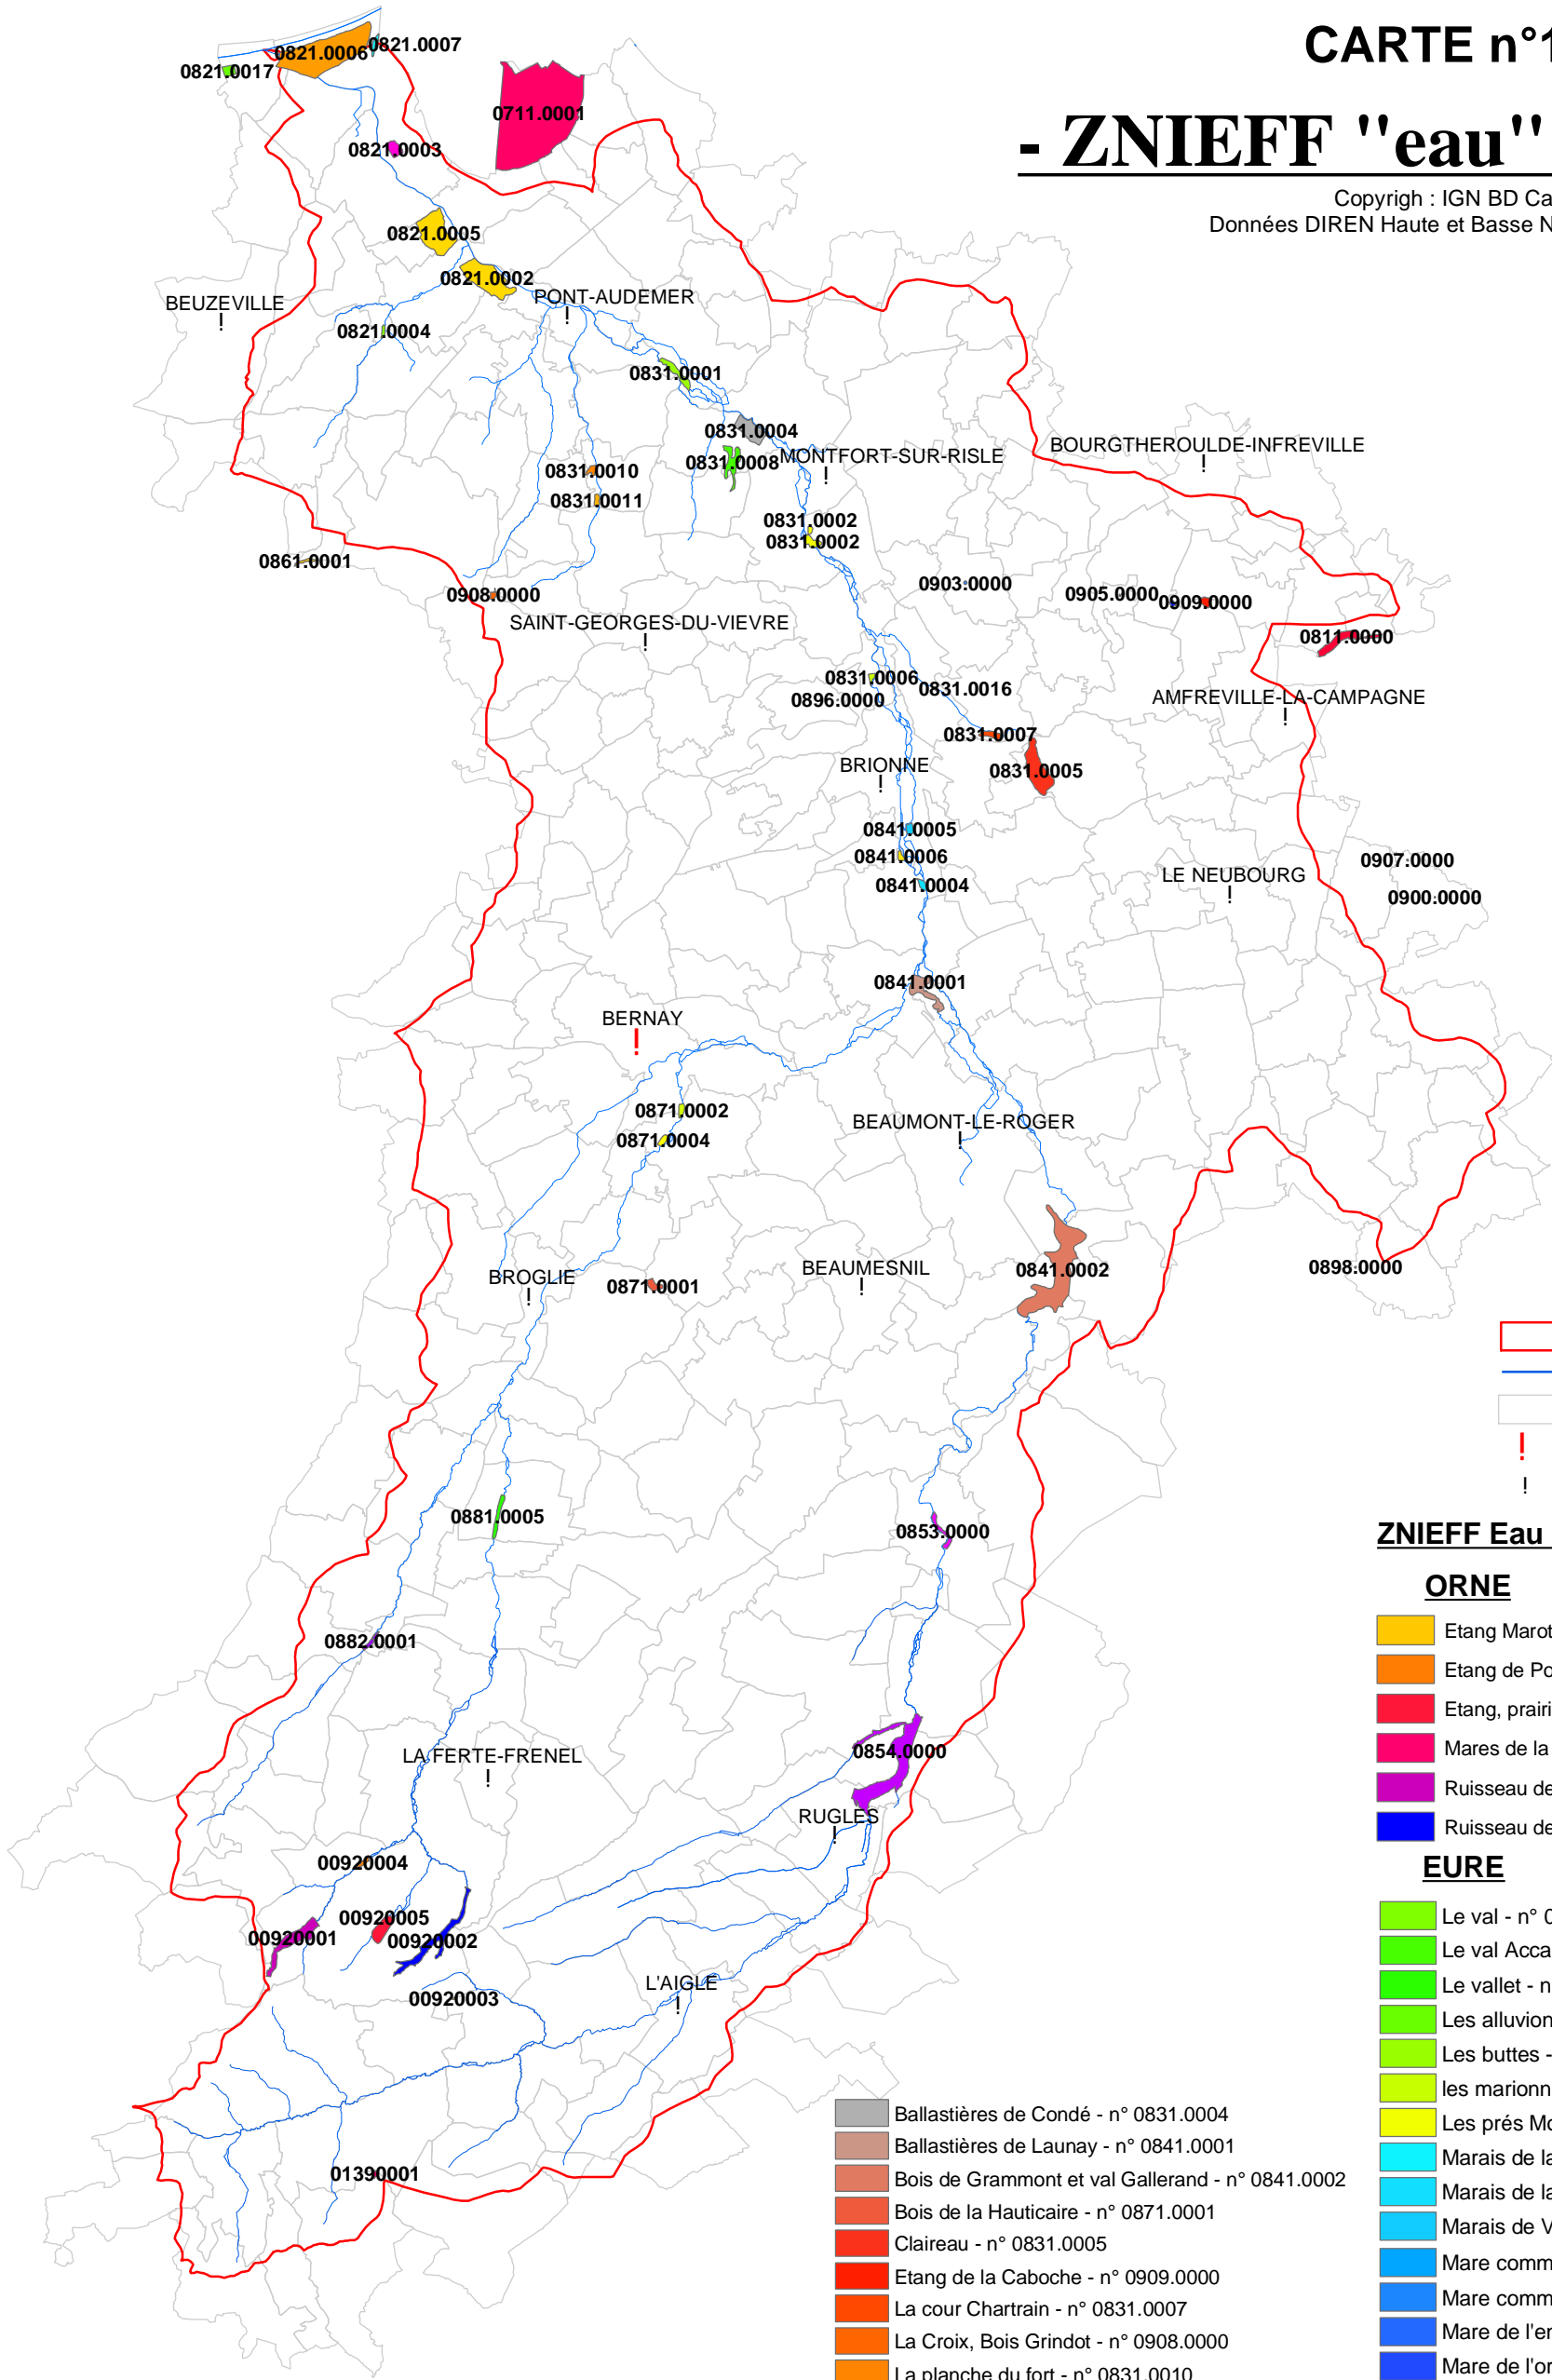 CARTE n°1
- ZNIEFF "eau"
Copyrigh : IGN BD Ca
Données DIREN Haute et Basse N
0821.0006
0821.0007
0821.0017
0711.0001
0821.0003
0821.0005
0821.0002
BEUZEVILLE
!
PONT-AUDEMER
!
0821.0004
0831.0001
0831.0004
0831.0008
MONTFORT-SUR-RISLE
!
BOURGTHEROULDE-INFREVILLE
!
0831.0010
0831.0011
0831.0002
0831.0002
0861.0001
0908.0000
0903.0000
0905.0000
0909.0000
SAINT-GEORGES-DU-VIEVRE
!
0811.0000
0831.0006
0831.0016
0896.0000
AMFREVILLE-LA-CAMPAGNE
!
0831.0007
0831.0005
BRIONNE
!
0841.0005
0841.0006
0841.0004
0907.0000
LE NEUBOURG
!
0900.0000
0841.0001
BERNAY
!
0871.0002
0871.0004
BEAUMONT-LE-ROGER
!
0841.0002
0898.0000
BROGLIE
!
0871.0001
BEAUMESNIL
!
!
!
0881.0005
0853.0000
0882.0001
LA FERTE-FRENEL
!
0854.0000
RUGLES
!
00920004
00920005
00920001
00920002
00920003
L'AIGLE
!
01390001
ZNIEFF Eau
ORNE
Etang Marot
Etang de Po
Etang, prairi
Mares de la
Ruisseau de
Ruisseau de
EURE
Le val - n° 0
Le val Acca
Le vallet - n
Les alluvion
Les buttes -
les marionn
Les prés Mo
Marais de la
Marais de la
Marais de V
Mare comm
Mare comm
Mare de l'er
Mare de l'or
Ballastières de Condé - n° 0831.0004
Ballastières de Launay - n° 0841.0001
Bois de Grammont et val Gallerand - n° 0841.0002
Bois de la Hauticaire - n° 0871.0001
Claireau - n° 0831.0005
Etang de la Caboche - n° 0909.0000
La cour Chartrain - n° 0831.0007
La Croix, Bois Grindot - n° 0908.0000
La planche du fort - n° 0831.0010